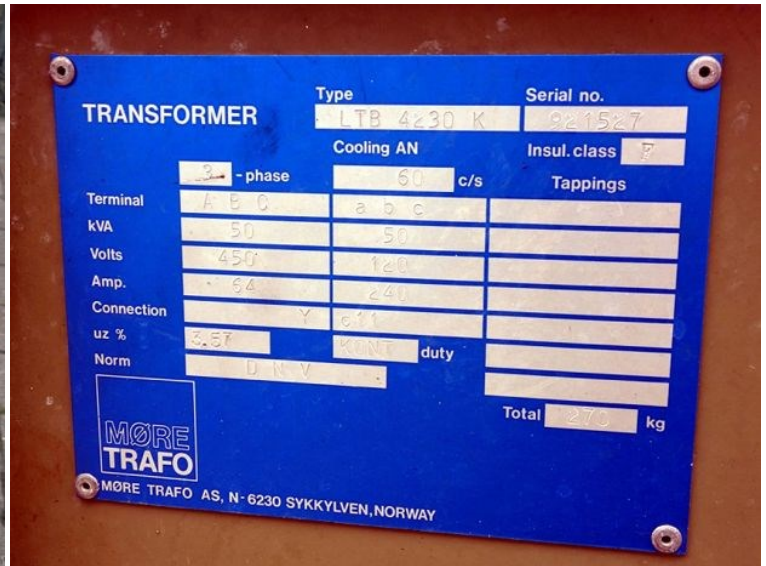 TRANSFORMER
Type
LTB 4230 K
Serial no.
921527
Cooling AN
Insul. class F
3 - phase
60 c/s
Tappings
Terminal A B C a b c
kVA 50 50
Volts 450 120
Amp. 64 240
Connection Y d11
uz % 3.57 KONT duty
Norm D N V
Total 270 kg
MØRE
TRAFO
MØRE TRAFO AS, N-6230 SYKKYLVEN, NORWAY